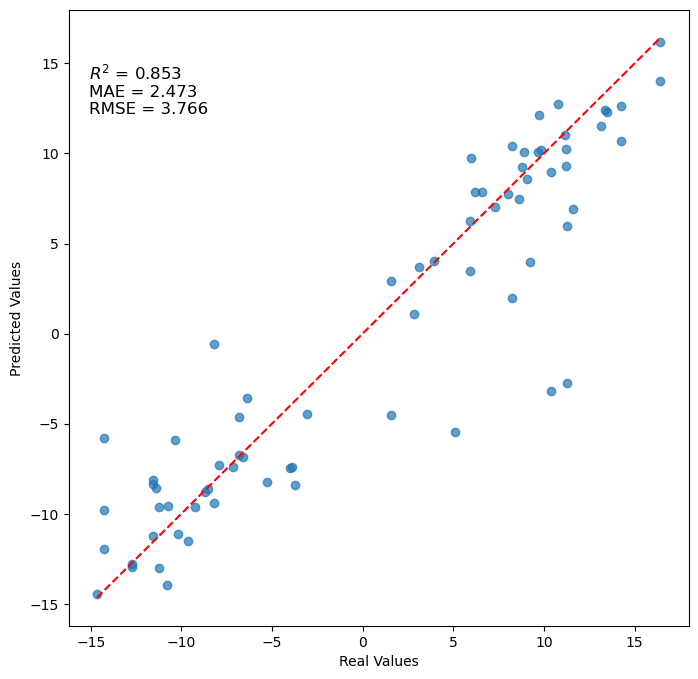 R² = 0.853
MAE = 2.473
RMSE = 3.766
15
10
5
0
−5
−10
−15
Predicted Values
−15 −10 −5 0 5 10 15
Real Values